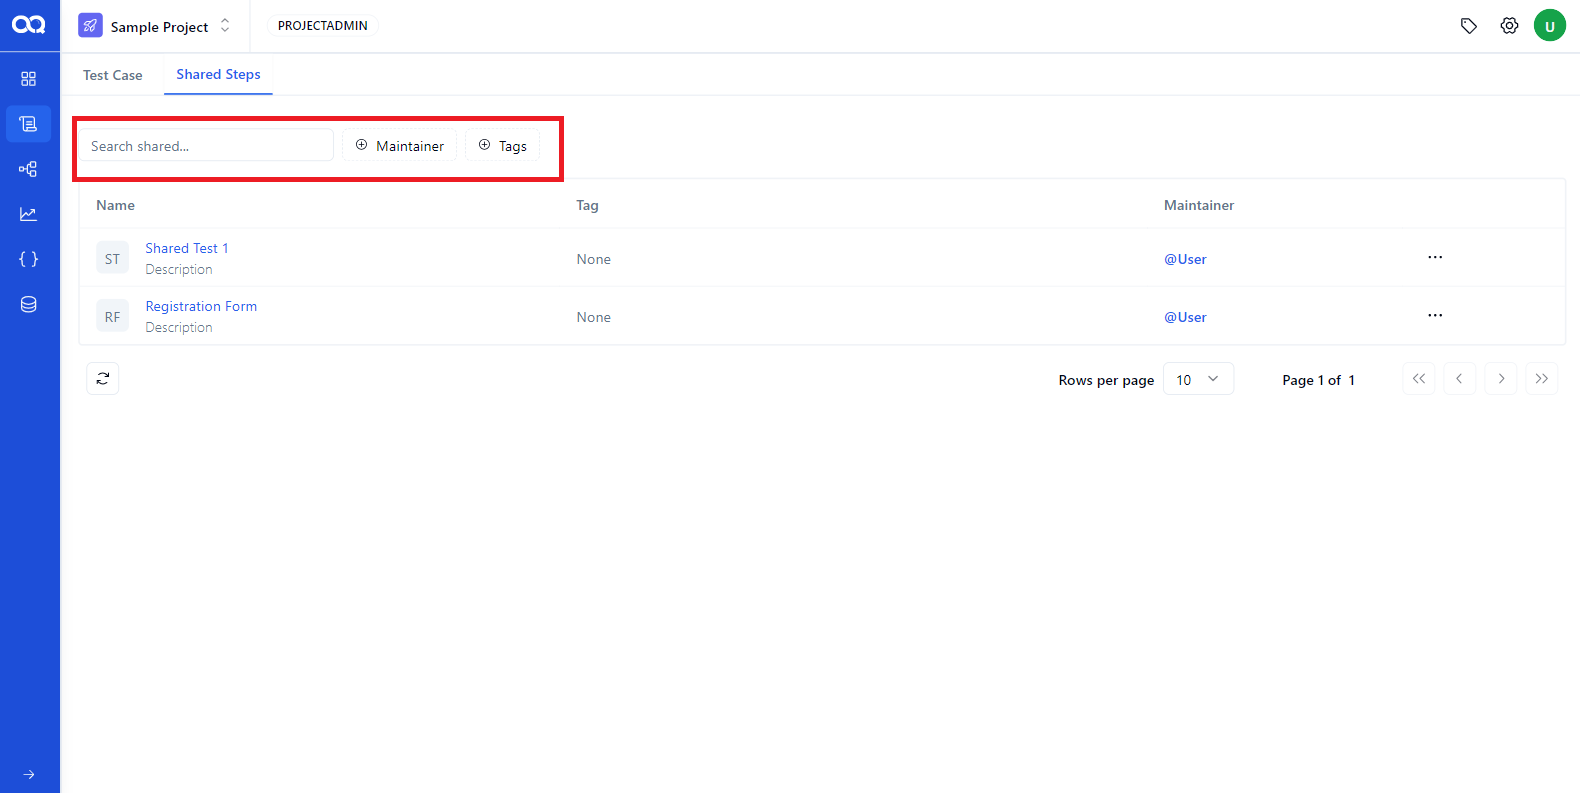 Sample Project PROJECTADMIN U
Test Case Shared Steps
Search shared... Maintainer Tags
Name Tag Maintainer
ST Shared Test 1 None @User ...
Description
RF Registration Form None @User ...
Description
Rows per page 10 Page 1 of 1